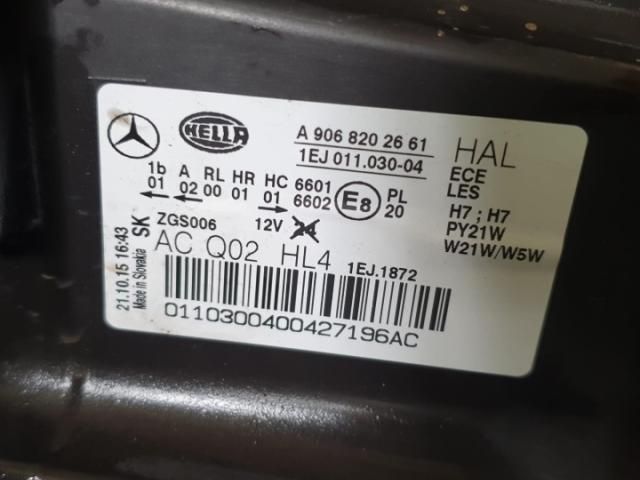 HELLA
A 906 820 26 61
1EJ 011.030-04
HAL
ECE
LES
H7 ; H7
PY21W
W21W/W5W
1b A RL HR HC 6601
01 02 00 01 01 6602
E8
PL
20
ZGS006 12V 24
AC Q02 HL4 1EJ.1872
0110300400427196AC
21.10.15 16:43 SK
Made in Slovakia